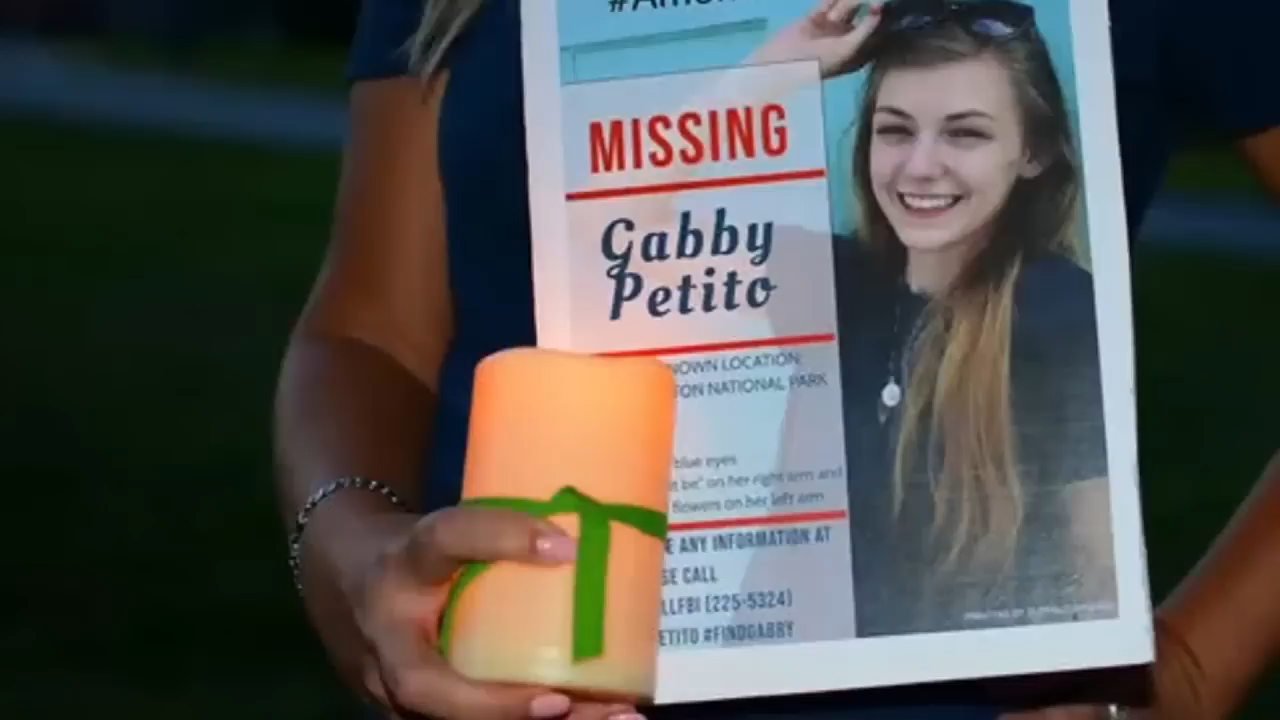 MISSING
Gabby
Petito
NOWN LOCATION:
TON NATIONAL PARK
blue eyes
t be" on her right arm and
flowers on her left arm
E ANY INFORMATION AT
SE CALL
LLFBI (225-5324)
ETITO #FINDGABBY